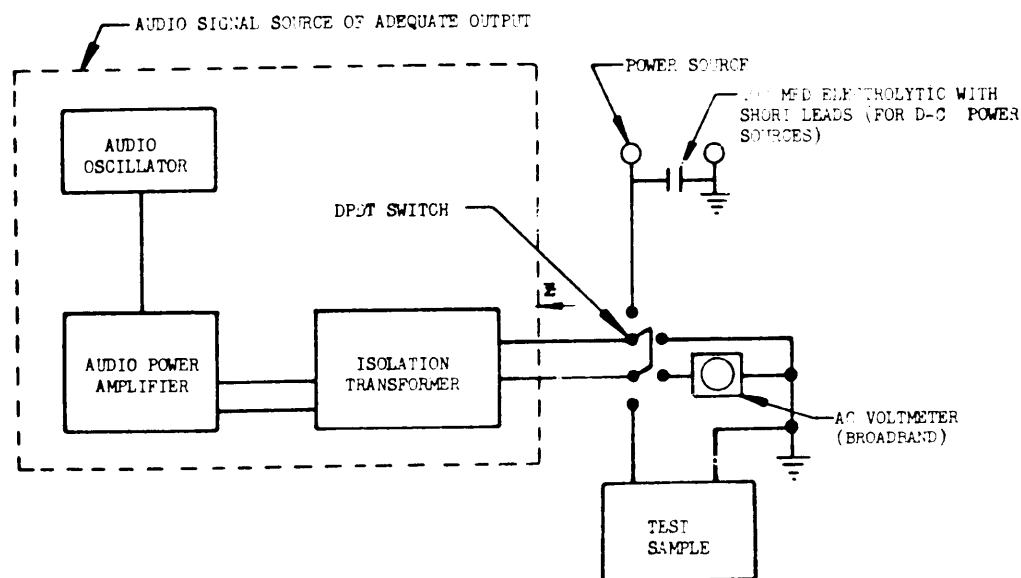 AUDIO SIGNAL SOURCE OF ADEQUATE OUTPUT
POWER SOURCE
MFD ELECTROLYTIC WITH
SHORT LEADS (FOR D-C POWER
SOURCES)
AUDIO
OSCILLATOR
DPDT SWITCH
AUDIO POWER
AMPLIFIER
ISOLATION
TRANSFORMER
AC VOLTMETER
(BROADBAND)
TEST
SAMPLE